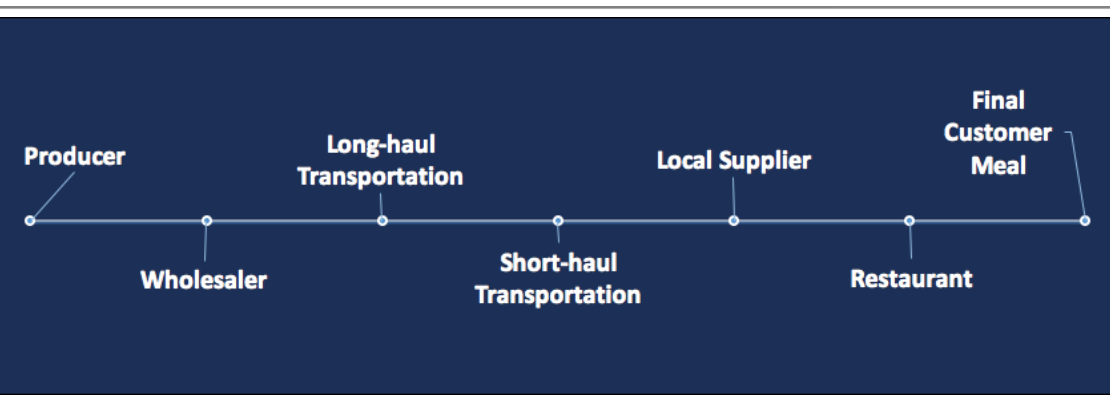 Producer
Wholesaler
Long-haul
Transportation
Short-haul
Transportation
Local Supplier
Restaurant
Final
Customer
Meal